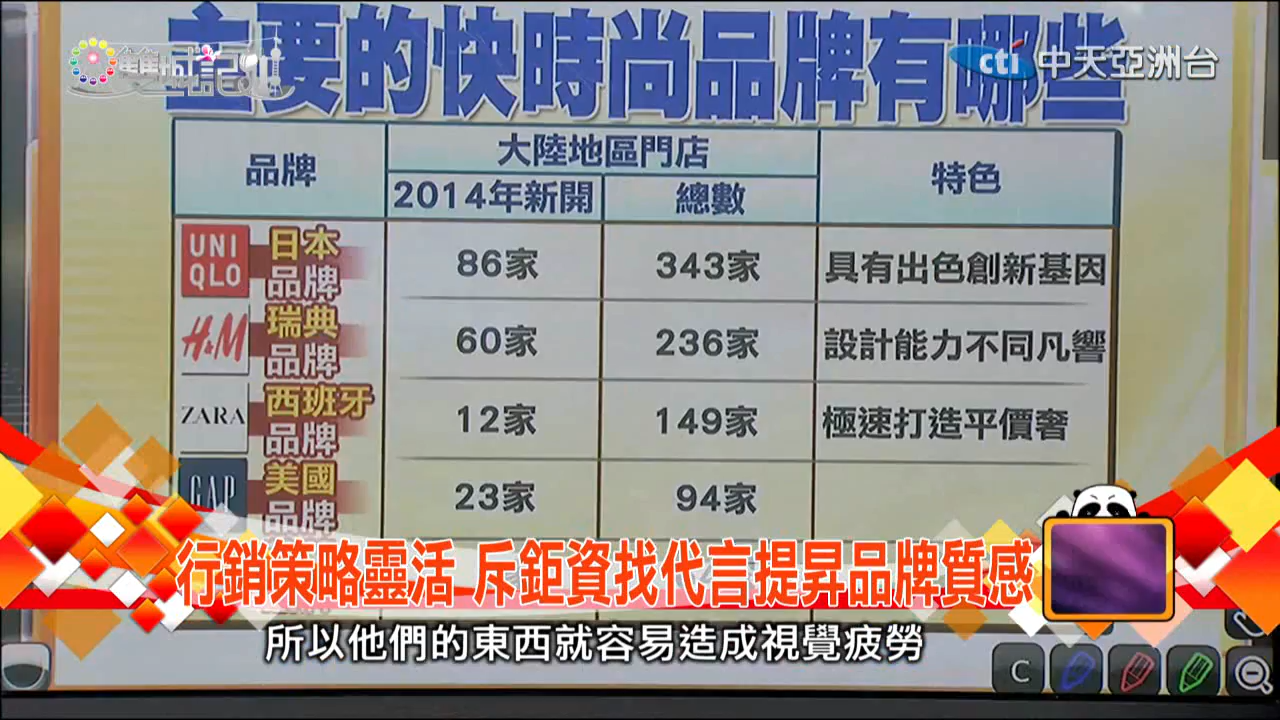 雙城記
cti 中天亞洲台
主要的快時尚品牌有哪些
品牌
大陸地區門店
2014年新開
總數
特色
UNIQLO 日本品牌 86家 343家 具有出色創新基因
H&M 瑞典品牌 60家 236家 設計能力不同凡響
ZARA 西班牙品牌 12家 149家 極速打造平價奢
GAP 美國品牌 23家 94家
行銷策略靈活 斥鉅資找代言提昇品牌質感
所以他們的東西就容易造成視覺疲勞
C